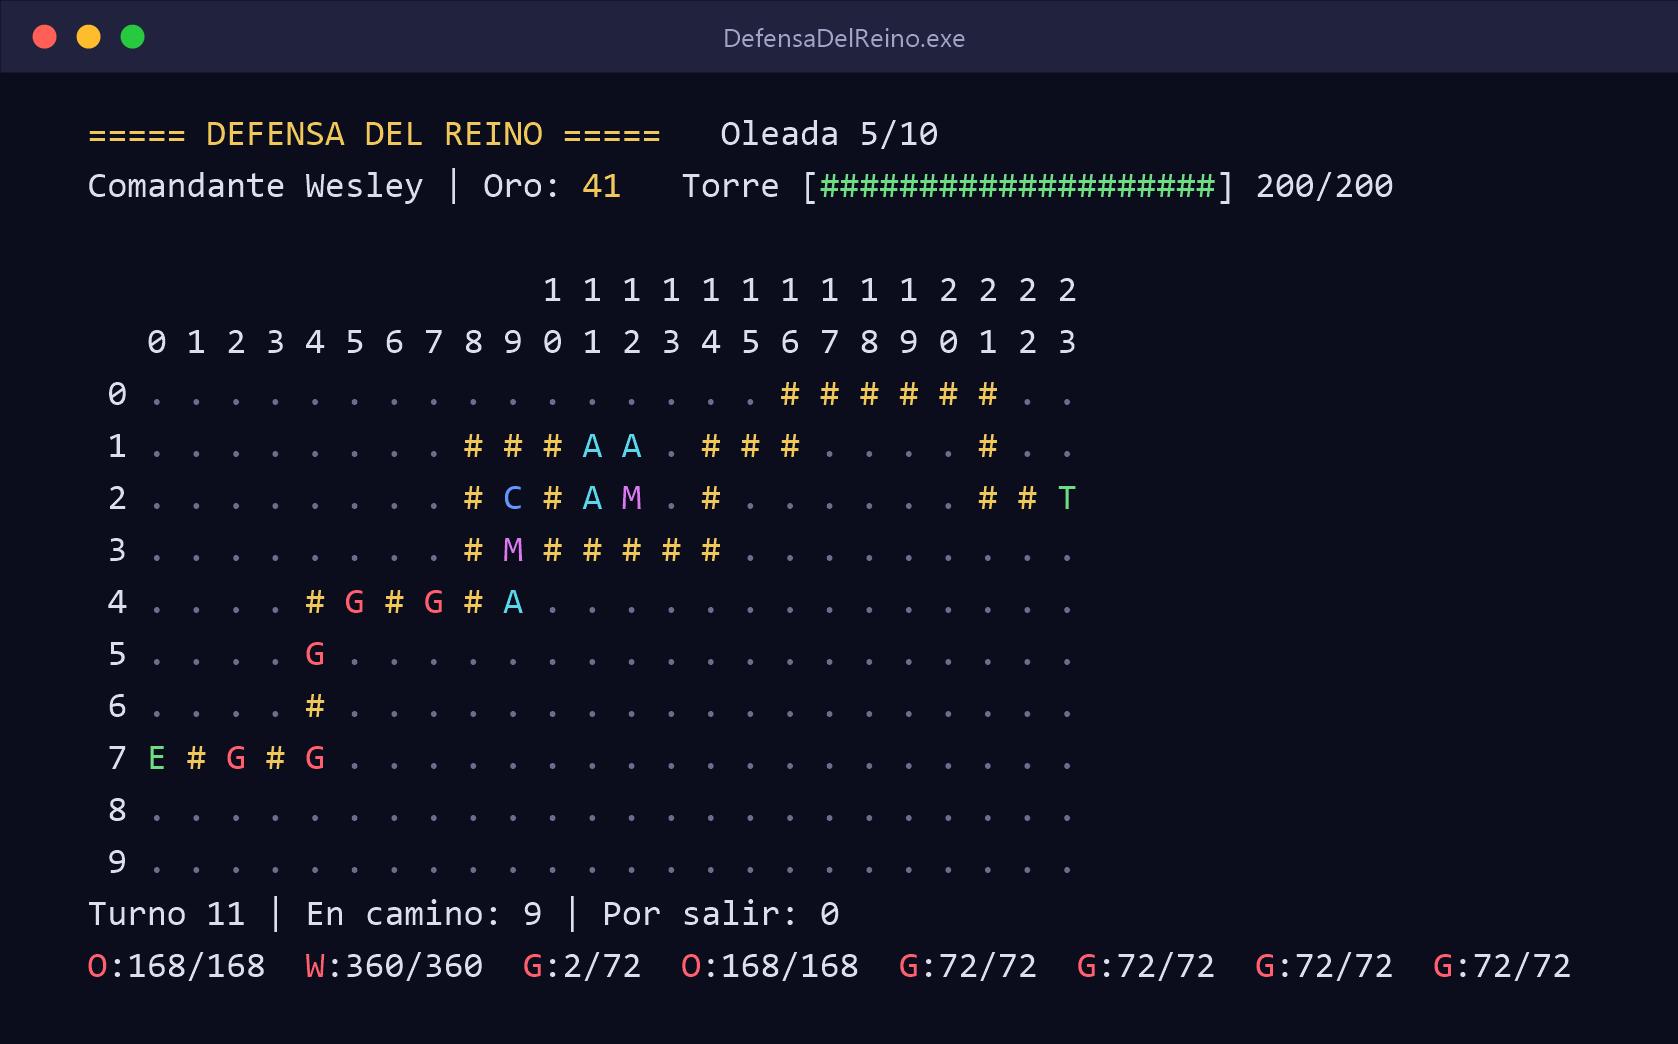 DefensaDelReino.exe
===== DEFENSA DEL REINO =====   Oleada 5/10
Comandante Wesley | Oro: 41   Torre [####################] 200/200
                       1 1 1 1 1 1 1 1 1 1 2 2 2 2
   0 1 2 3 4 5 6 7 8 9 0 1 2 3 4 5 6 7 8 9 0 1 2 3
 0 . . . . . . . . . . . . . . . . # # # # # # . .
 1 . . . . . . . . # # # A A . # # # . . . . # . .
 2 . . . . . . . . # C # A M . # . . . . . . # # T
 3 . . . . . . . . # M # # # # # . . . . . . . . .
 4 . . . . # G # G # A . . . . . . . . . . . . . .
 5 . . . . G . . . . . . . . . . . . . . . . . . .
 6 . . . . # . . . . . . . . . . . . . . . . . . .
 7 E # G # G . . . . . . . . . . . . . . . . . . .
 8 . . . . . . . . . . . . . . . . . . . . . . . .
 9 . . . . . . . . . . . . . . . . . . . . . . . .
Turno 11 | En camino: 9 | Por salir: 0
O:168/168  W:360/360  G:2/72  O:168/168  G:72/72  G:72/72  G:72/72  G:72/72